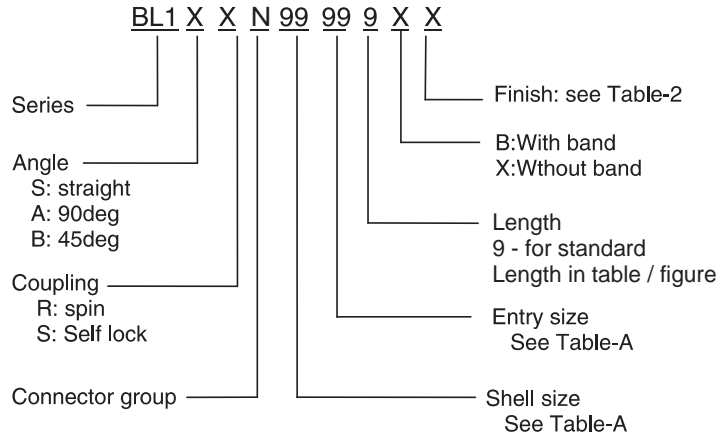 BL1 X X N 99 99 9 X X
Series
Angle
S: straight
A: 90deg
B: 45deg
Coupling
R: spin
S: Self lock
Connector group
Finish: see Table-2
B:With band
X:Wthout band
Length
9 - for standard
Length in table / figure
Entry size
See Table-A
Shell size
See Table-A